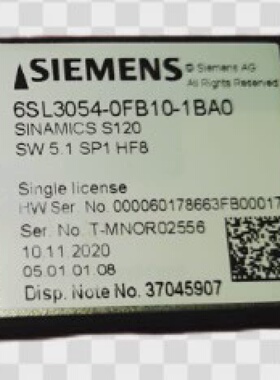 SIEMENS
© Siemens AG
All Rights Reserved.
6SL3054-0FB10-1BA0
SINAMICS S120
SW 5.1 SP1 HF8
Single license
HW Ser. No. 000060178663FB00017
Ser. No. T-MNOR02556
10.11.2020
05.01.01.08
Disp. Note No. 37045907